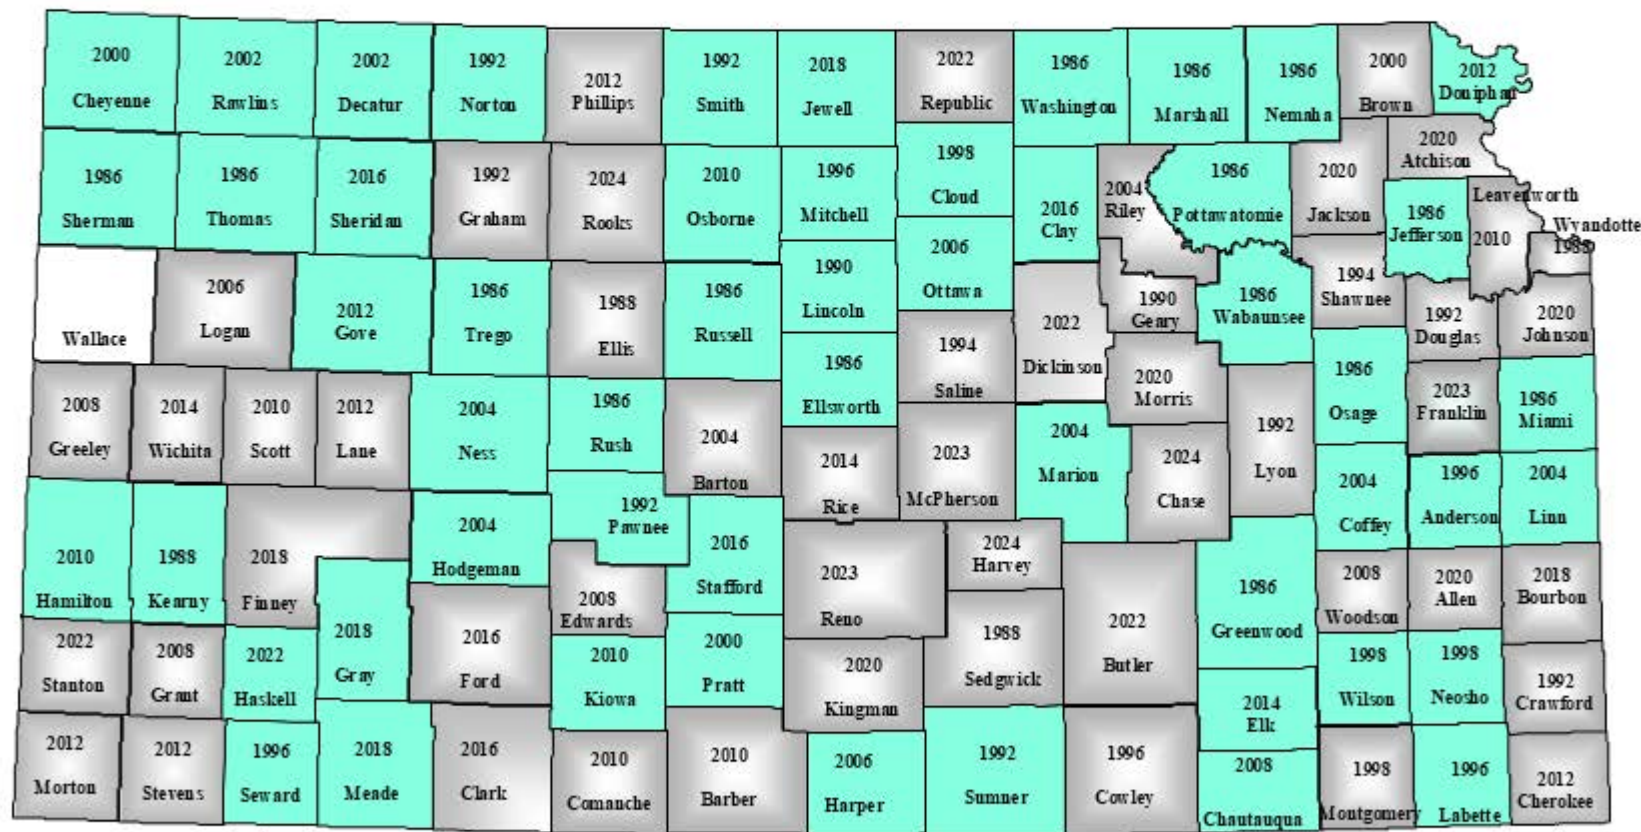 2000
Cheyenne
2002
Rawlins
2002
Decatur
1992
Norton
2012
Phillips
1992
Smith
2018
Jewell
2022
Republic
1986
Washington
1986
Marshall
1986
Nemaha
2000
Brown
2012
Doniphan
1986
Sherman
1986
Thomas
2016
Sheridan
1992
Graham
2024
Rooks
2010
Osborne
1996
Mitchell
1998
Cloud
2016
Clay
2004
Riley
1986
Pottawatomie
2020
Jackson
2020
Atchison
1986
Jefferson
Leavenworth
2010
Wyandotte
Wallace
2006
Logan
2012
Gove
1986
Trego
1988
Ellis
1986
Russell
1990
Lincoln
2006
Ottawa
2022
Dickinson
1990
Geary
1986
Wabaunsee
1994
Shawnee
1992
Douglas
2020
Johnson
1986
Ellsworth
1994
Saline
2008
Greeley
2014
Wichita
2010
Scott
2012
Lane
2004
Ness
1986
Rush
2004
Barton
2014
Rice
2023
McPherson
2004
Marion
2020
Morris
2024
Chase
1992
Lyon
1986
Osage
2023
Franklin
1986
Miami
2010
Hamilton
1988
Kearny
2018
Finney
2004
Hodgeman
1992
Pawnee
2016
Stafford
2023
Reno
2024
Harvey
2022
Butler
1986
Greenwood
2004
Coffey
1996
Anderson
2004
Linn
2018
Gray
2016
Ford
2008
Edwards
1988
Sedgwick
2008
Woodson
2020
Allen
2018
Bourbon
2022
Stanton
2008
Grant
2022
Haskell
2010
Kiowa
2000
Pratt
2020
Kingman
2014
Elk
1998
Wilson
1998
Neosho
1992
Crawford
2012
Morton
2012
Stevens
1996
Seward
2018
Meade
2016
Clark
2010
Comanche
2010
Barber
2006
Harper
1992
Sumner
1996
Cowley
2008
Chautauqua
1998
Montgomery
1996
Labette
2012
Cherokee